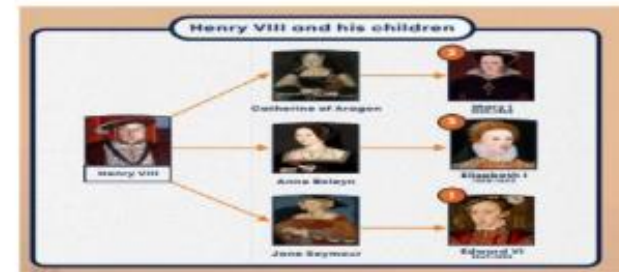 Henry VIII and his children
2
Catherine of Aragon
Mary I
3
Henry VIII
Anne Boleyn
Elizabeth I
1
Jane Seymour
Edward VI